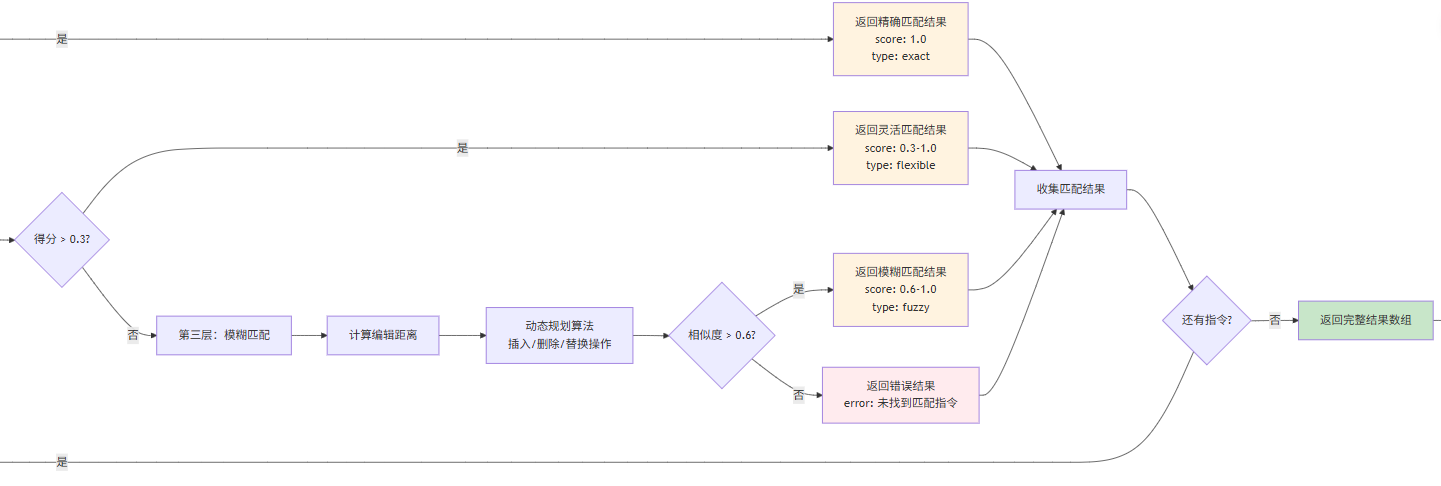 是
返回精确匹配结果
score: 1.0
type: exact
是
返回灵活匹配结果
score: 0.3-1.0
type: flexible
收集匹配结果
得分 > 0.3?
否
第三层：模糊匹配
计算编辑距离
动态规划算法
插入/删除/替换操作
相似度 > 0.6?
是
返回模糊匹配结果
score: 0.6-1.0
type: fuzzy
否
返回错误结果
error: 未找到匹配指令
还有指令?
否
返回完整结果数组
是